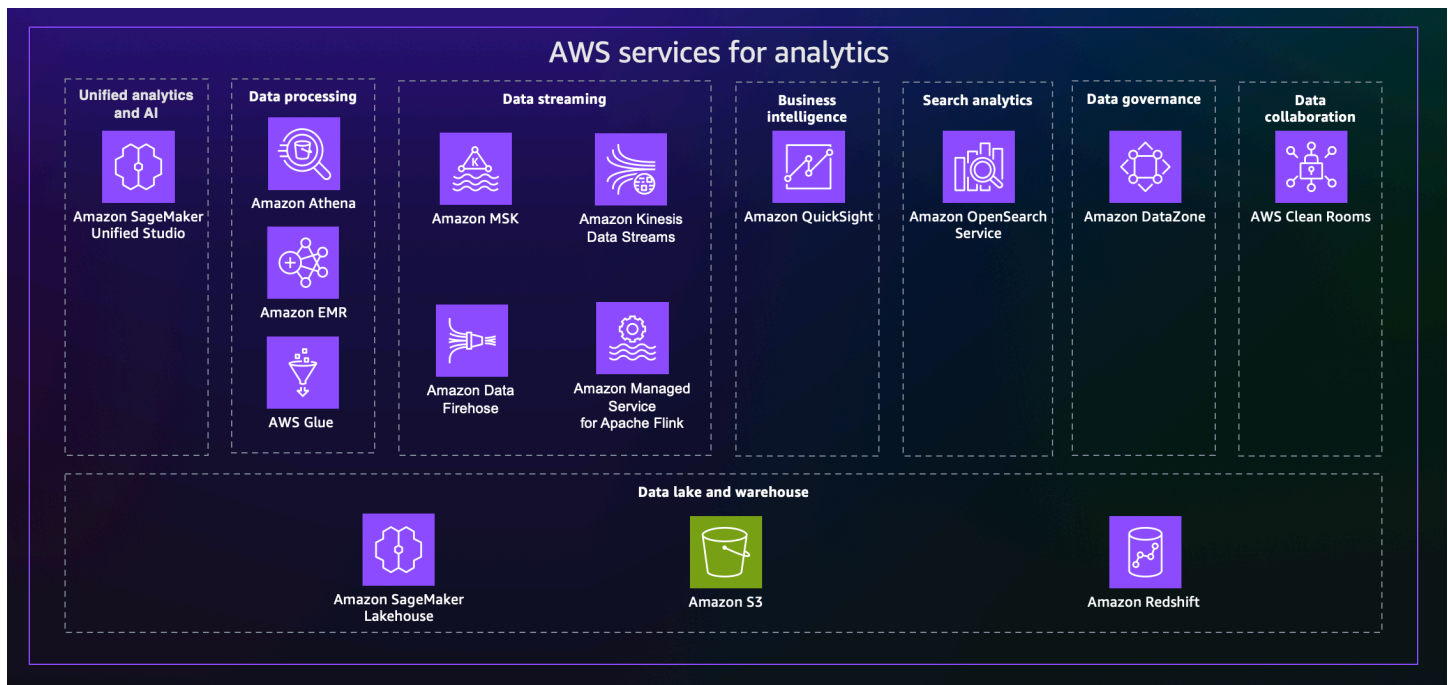 AWS services for analytics
Unified analytics
and AI
Amazon SageMaker
Unified Studio
Data processing
Amazon Athena
Amazon EMR
AWS Glue
Data streaming
K
Amazon MSK
Amazon Kinesis
Data Streams
Amazon Data
Firehose
Amazon Managed
Service
for Apache Flink
Business
intelligence
Amazon QuickSight
Search analytics
Amazon OpenSearch
Service
Data governance
Amazon DataZone
Data
collaboration
AWS Clean Rooms
Data lake and warehouse
Amazon SageMaker
Lakehouse
Amazon S3
Amazon Redshift